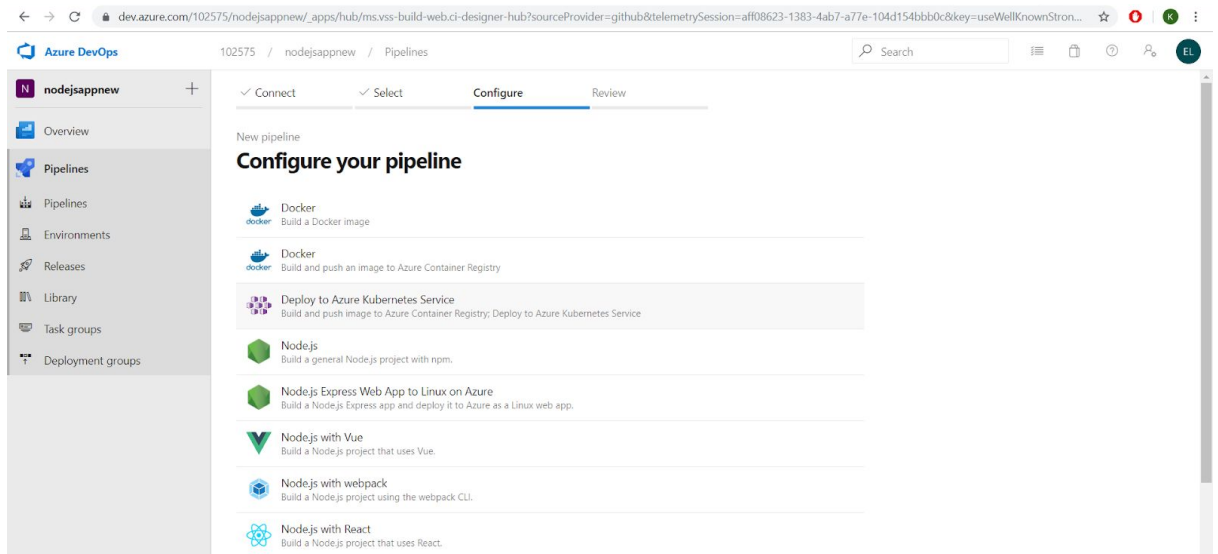 dev.azure.com/102575/nodejsappnew/_apps/hub/ms.vss-build-web.ci-designer-hub?sourceProvider=github&telemetrySession=aff08623-1383-4ab7-a77e-104d154bbb0c&key=useWellKnownStron...
K
Azure DevOps
102575 / nodejsappnew / Pipelines
Search
EL
N nodejsappnew
Connect Select Configure Review
Overview
New pipeline
Configure your pipeline
Pipelines
Pipelines
Environments
Releases
Library
Task groups
Deployment groups
docker
Docker
Build a Docker image
docker
Docker
Build and push an image to Azure Container Registry
Deploy to Azure Kubernetes Service
Build and push image to Azure Container Registry; Deploy to Azure Kubernetes Service
Node.js
Build a general Node.js project with npm.
Node.js Express Web App to Linux on Azure
Build a Node.js Express app and deploy it to Azure as a Linux web app.
Node.js with Vue
Build a Node.js project that uses Vue.
Node.js with webpack
Build a Node.js project using the webpack CLI.
Node.js with React
Build a Node.js project that uses React.